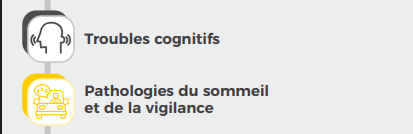 Troubles cognitifs
Pathologies du sommeil
et de la vigilance